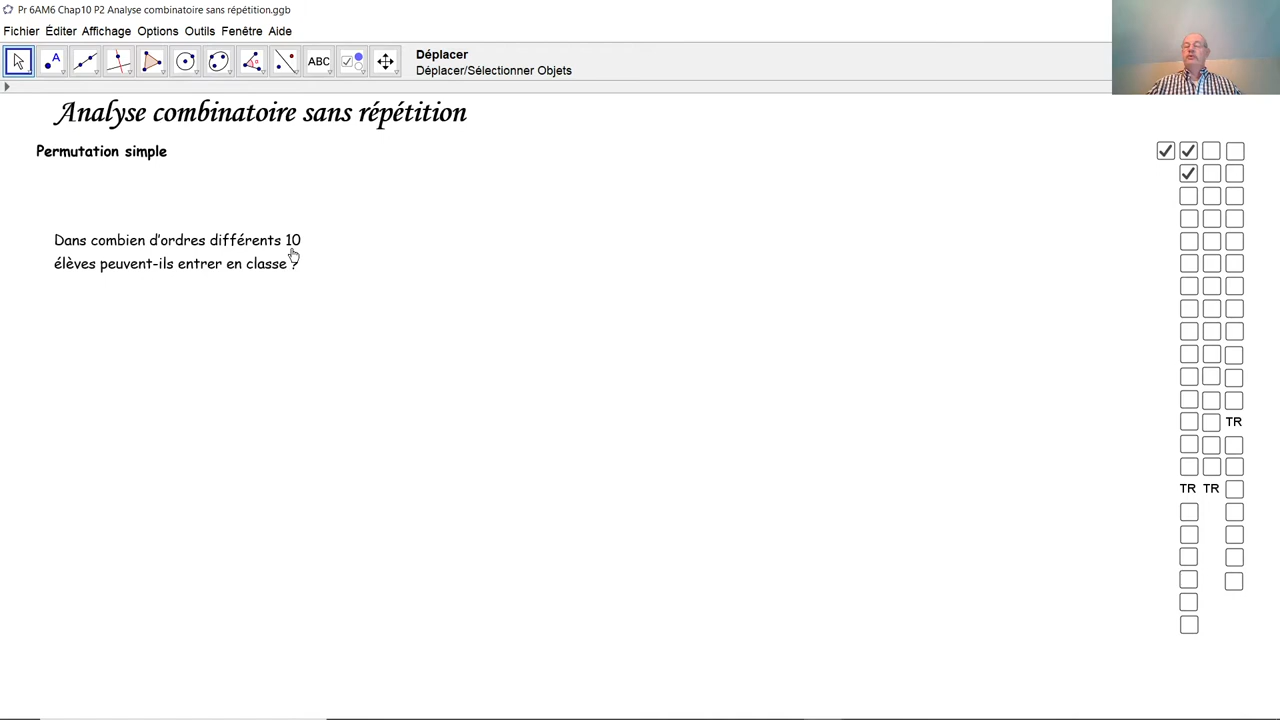 Pr 6AM6 Chap10 P2 Analyse combinatoire sans répétition.ggb
Fichier Éditer Affichage Options Outils Fenêtre Aide
A
ABC
Déplacer
Déplacer/Sélectionner Objets
Analyse combinatoire sans répétition
Permutation simple
Dans combien d'ordres différents 10
élèves peuvent-ils entrer en classe ?
TR
TR TR